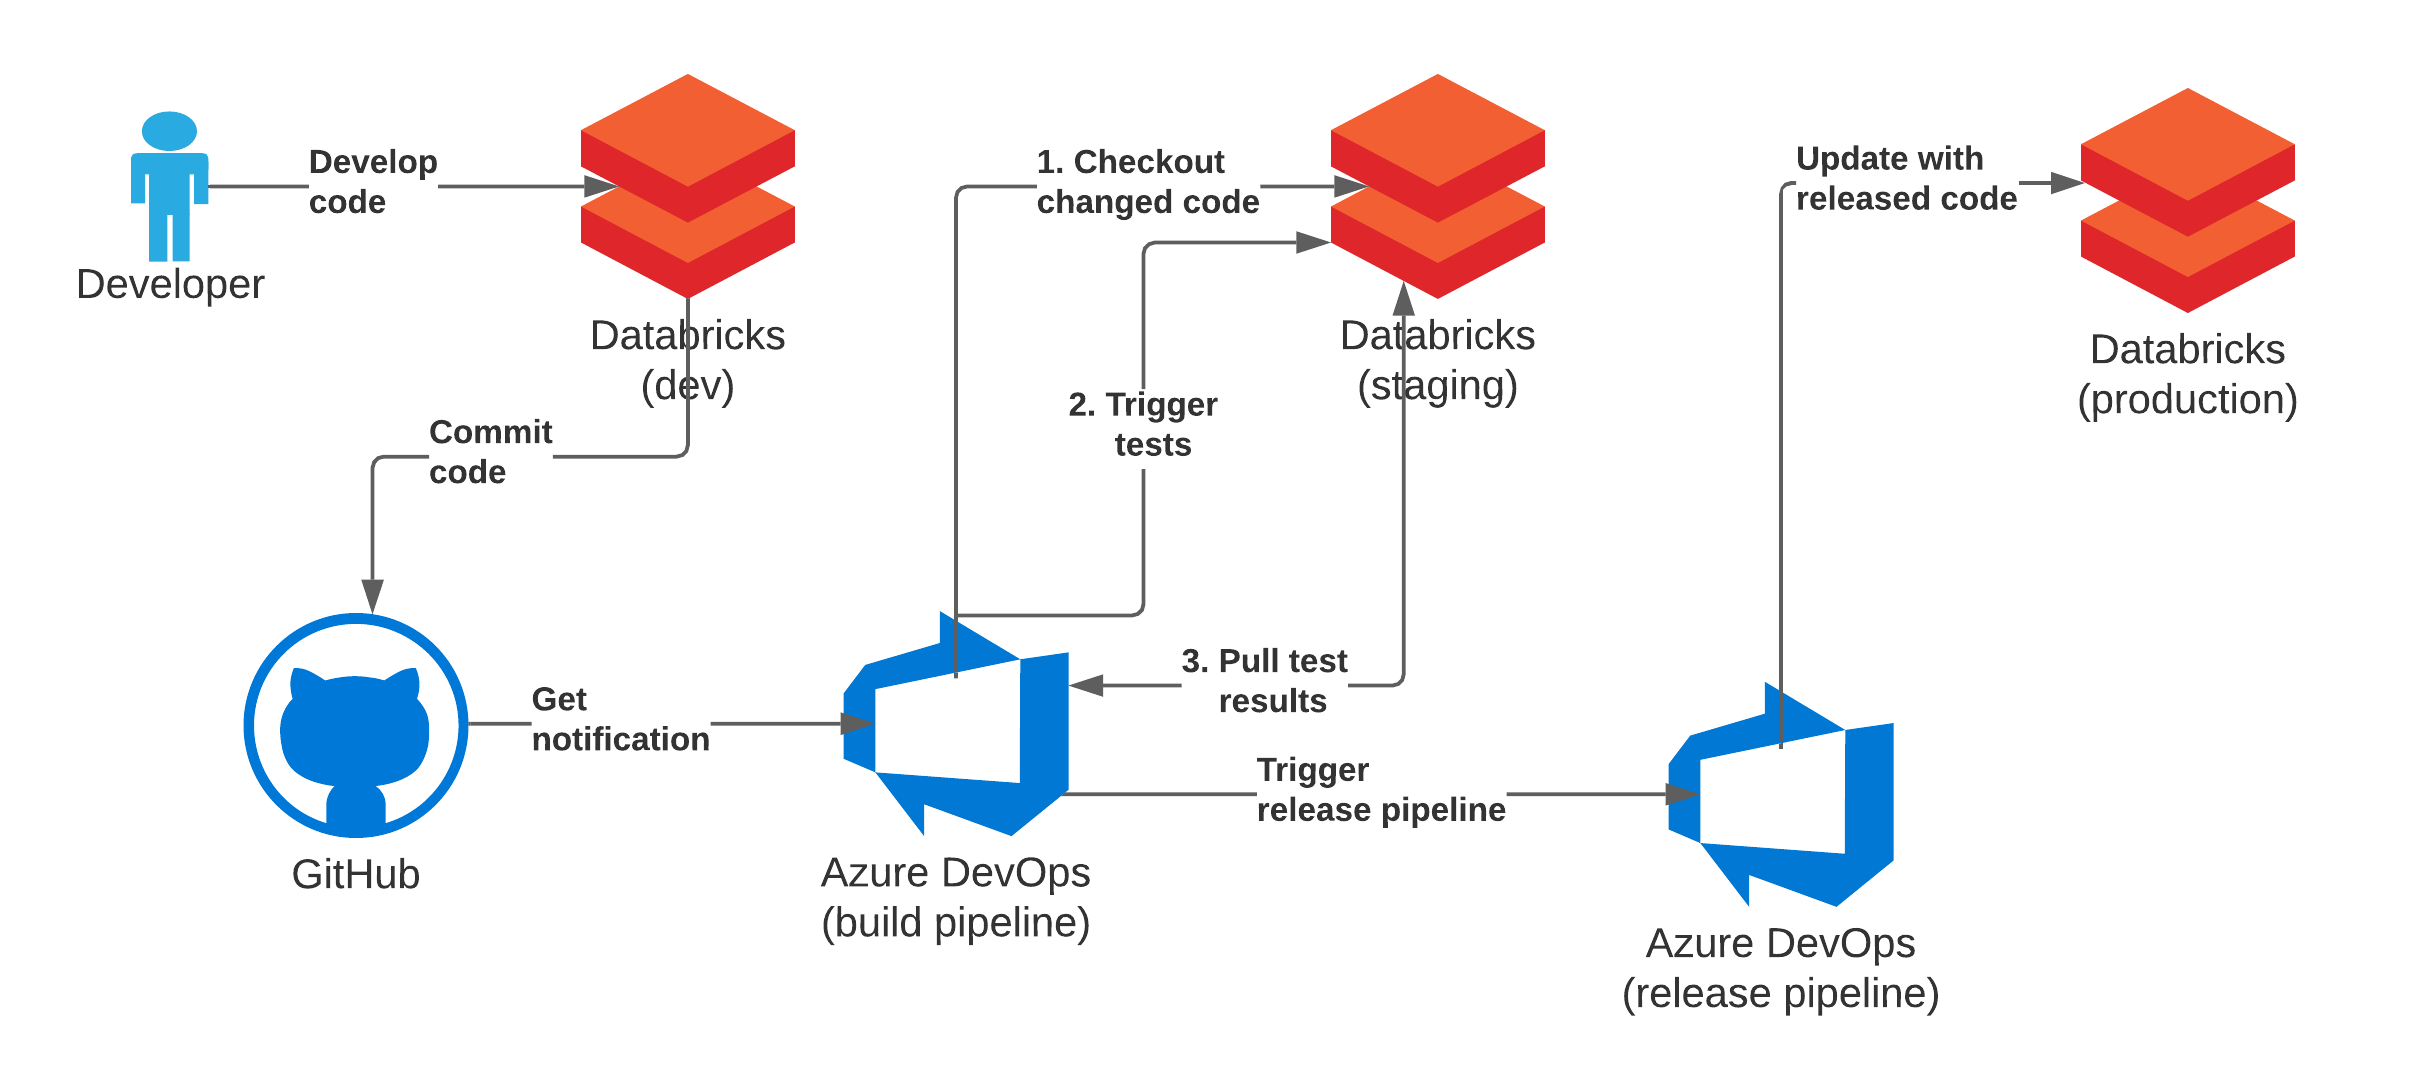 Develop
code
Developer
Databricks
(dev)
Commit
code
GitHub
Get
notification
1. Checkout
changed code
2. Trigger
tests
Databricks
(staging)
3. Pull test
results
Azure DevOps
(build pipeline)
Trigger
release pipeline
Update with
released code
Databricks
(production)
Azure DevOps
(release pipeline)